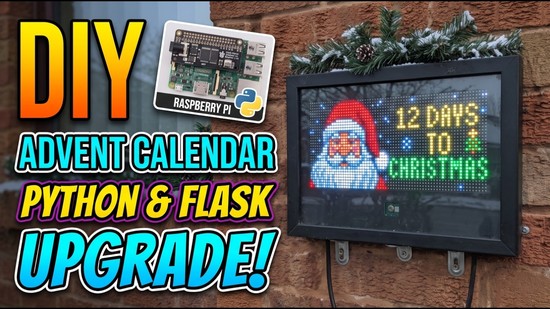 DIY
RASPBERRY PI
ADVENT CALENDAR
PYTHON & FLASK
UPGRADE!
12 DAYS
TO
CHRISTMAS